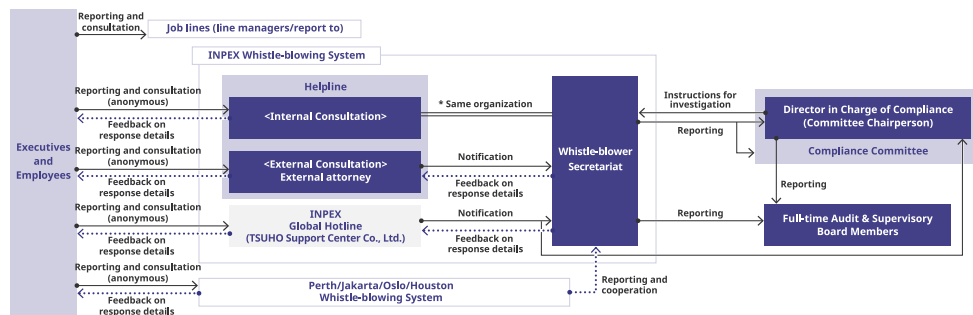 Reporting and
consultation
Job lines (line managers/report to)
INPEX Whistle-blowing System
Helpline
Reporting and consultation
(anonymous)
Feedback on
response details
<Internal Consultation>
* Same organization
Instructions for
investigation
Reporting
Director in Charge of Compliance
(Committee Chairperson)
Compliance Committee
Executives
and
Employees
Reporting and consultation
(anonymous)
Feedback on
response details
<External Consultation>
External attorney
Notification
Feedback on
response details
Whistle-blower
Secretariat
Reporting
Reporting and consultation
(anonymous)
Feedback on
response details
INPEX
Global Hotline
(TSUHO Support Center Co., Ltd.)
Notification
Feedback on
response details
Reporting
Full-time Audit & Supervisory
Board Members
Reporting and consultation
(anonymous)
Feedback on
response details
Perth/Jakarta/Oslo/Houston
Whistle-blowing System
Reporting and
cooperation